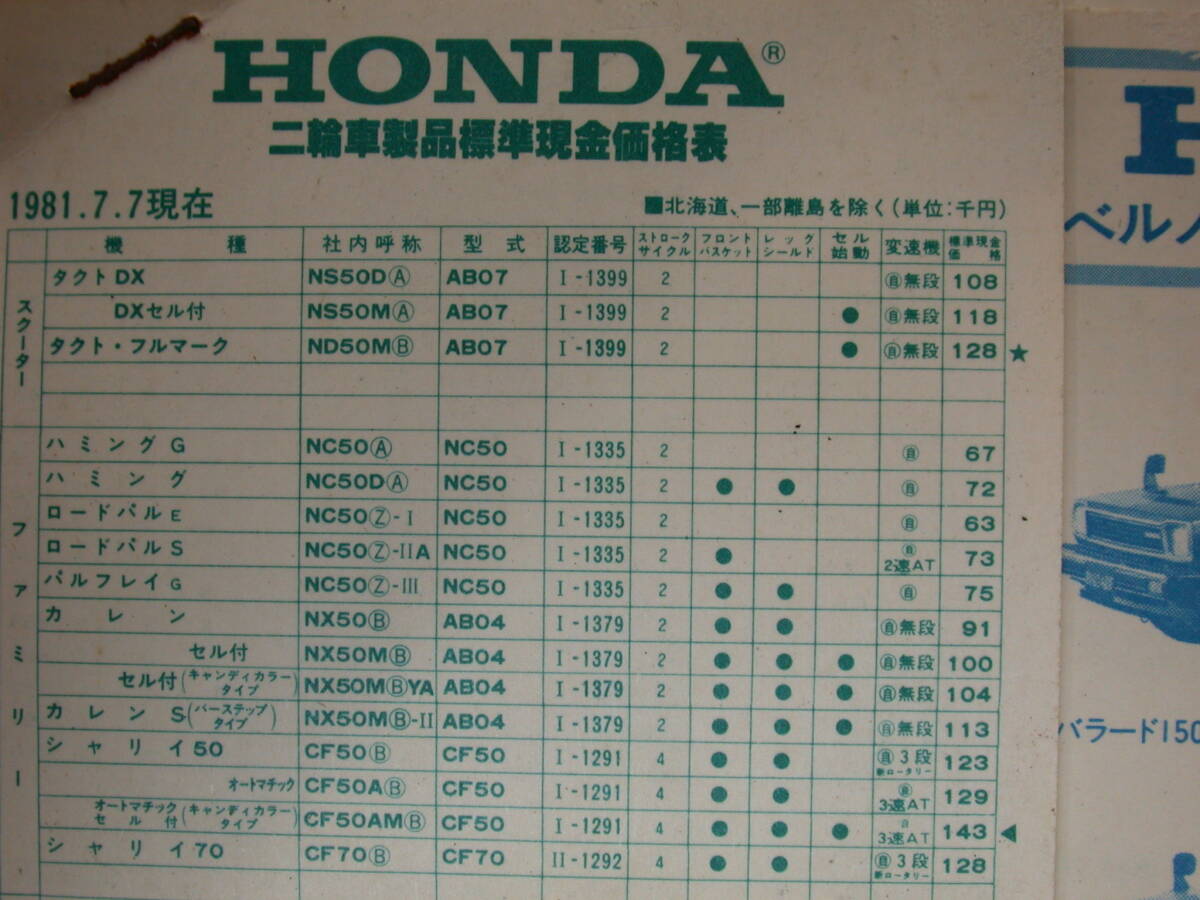 HONDA®
二輪車製品標準現金価格表
1981.7.7現在
■北海道、一部離島を除く(単位:千円)
機種 社内呼称 型式 認定番号 ストロークサイクル フロントバスケット レッグシールド セル始動 変速機 標準現金価格
スクーター
タクトDX NS50DⒶ AB07 I-1399 2 ㊀無段 108
DXセル付 NS50MⒶ AB07 I-1399 2 ● 自無段 118
タクト・フルマーク ND50MⒷ AB07 I-1399 2 ● 自無段 128 ★
ファミリー
ハミングG NC50Ⓐ NC50 I-1335 2 自 67
ハミング NC50DⒶ NC50 I-1335 2 ● ● 自 72
ロードパルE NC50Ⓩ-I NC50 I-1335 2 自 63
ロードパルS NC50Ⓩ-IIA NC50 I-1335 2 ● 自2速AT 73
パルフレイG NC50Ⓩ-III NC50 I-1335 2 ● ● 自 75
カレン NX50Ⓑ AB04 I-1379 2 ● ● 自無段 91
セル付 NX50MⒷ AB04 I-1379 2 ● ● ● 自無段 100
セル付(キャンディカラータイプ) NX50MⒷYA AB04 I-1379 2 ● ● ● 自無段 104
カレンS(バーステップタイプ) NX50MⒷ-II AB04 I-1379 2 ● ● ● 自無段 113
シャリイ50 CF50Ⓑ CF50 I-1291 4 ● ● 自3段新ロータリー 123
オートマチック CF50AⒷ CF50 I-1291 4 ● ● 自3速AT 129
オートマチックセル付(キャンディカラータイプ) CF50AMⒷ CF50 I-1291 4 ● ● ● 自3速AT 143 ◀
シャリイ70 CF70Ⓑ CF70 II-1292 4 ● ● 自3段新ロータリー 128
H
ベルノ
バラード150